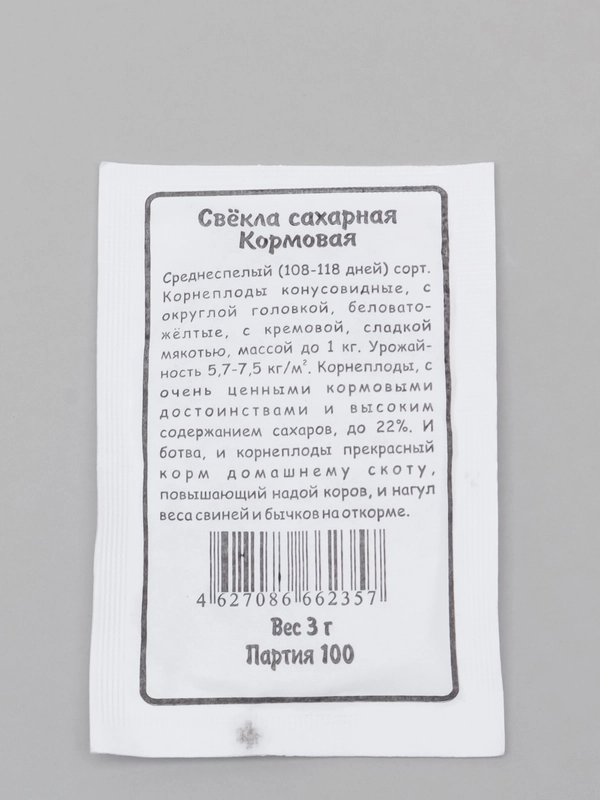 Свёкла сахарная
Кормовая
Среднеспелый (108-118 дней) сорт.
Корнеплоды конусовидные, с
округлой головкой, беловато-
жёлтые, с кремовой, сладкой
мякотью, массой до 1 кг. Урожай-
ность 5,7-7,5 кг/м². Корнеплоды, с
очень ценными кормовыми
достоинствами и высоким
содержанием сахаров, до 22%. И
ботва, и корнеплоды прекрасный
корм домашнему скоту,
повышающий надой коров, и нагул
веса свиней и бычков на откорме.
4 627086 662357
Вес 3 г
Партия 100